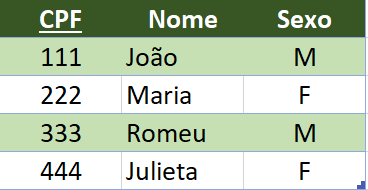 CPF Nome Sexo
111 João M
222 Maria F
333 Romeu M
444 Julieta F